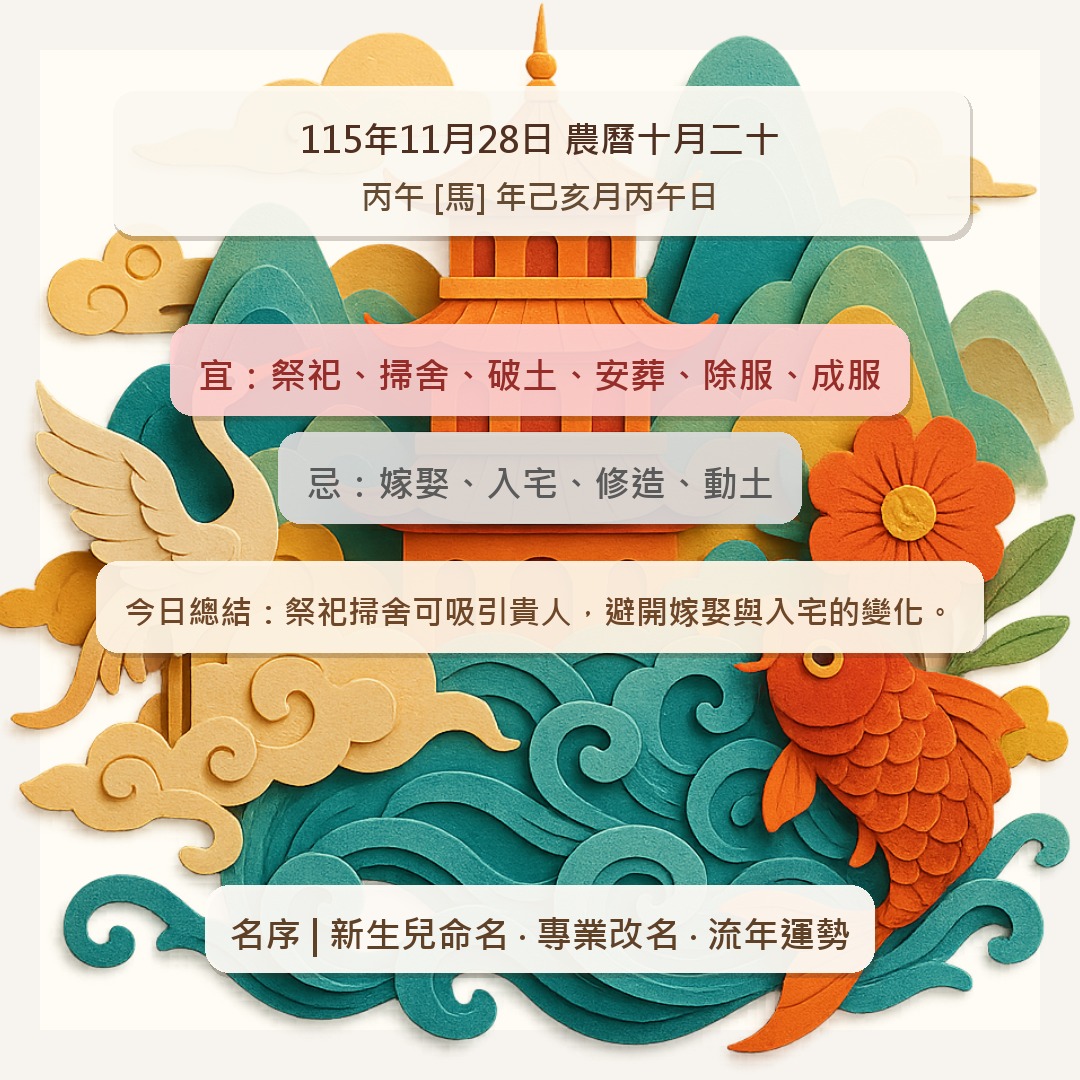 115年11月28日 農曆十月二十
丙午 [馬] 年己亥月丙午日
宜：祭祀、掃舍、破土、安葬、除服、成服
忌：嫁娶、入宅、修造、動土
今日總結：祭祀掃舍可吸引貴人，避開嫁娶與入宅的變化。
名序 | 新生兒命名 · 專業改名 · 流年運勢